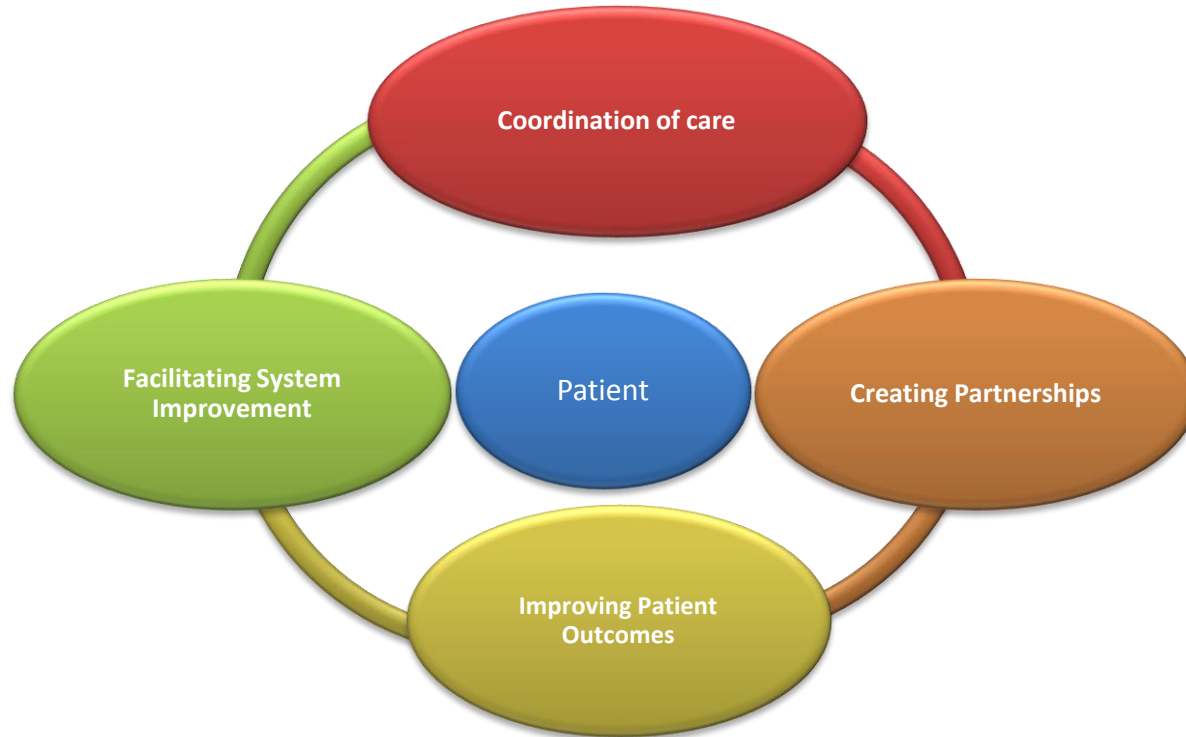 Coordination of care
Facilitating System
Improvement
Patient
Creating Partnerships
Improving Patient
Outcomes